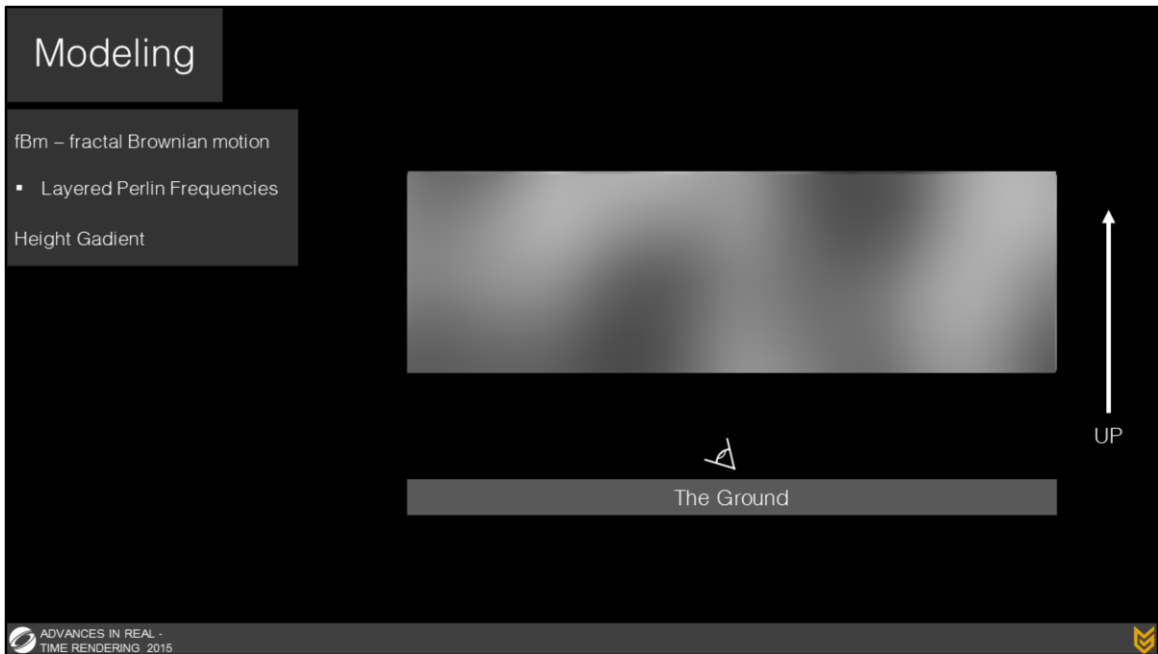 Modeling
fBm – fractal Brownian motion
▪ Layered Perlin Frequencies
Height Gadient
UP
The Ground
ADVANCES IN REAL -
TIME RENDERING 2015